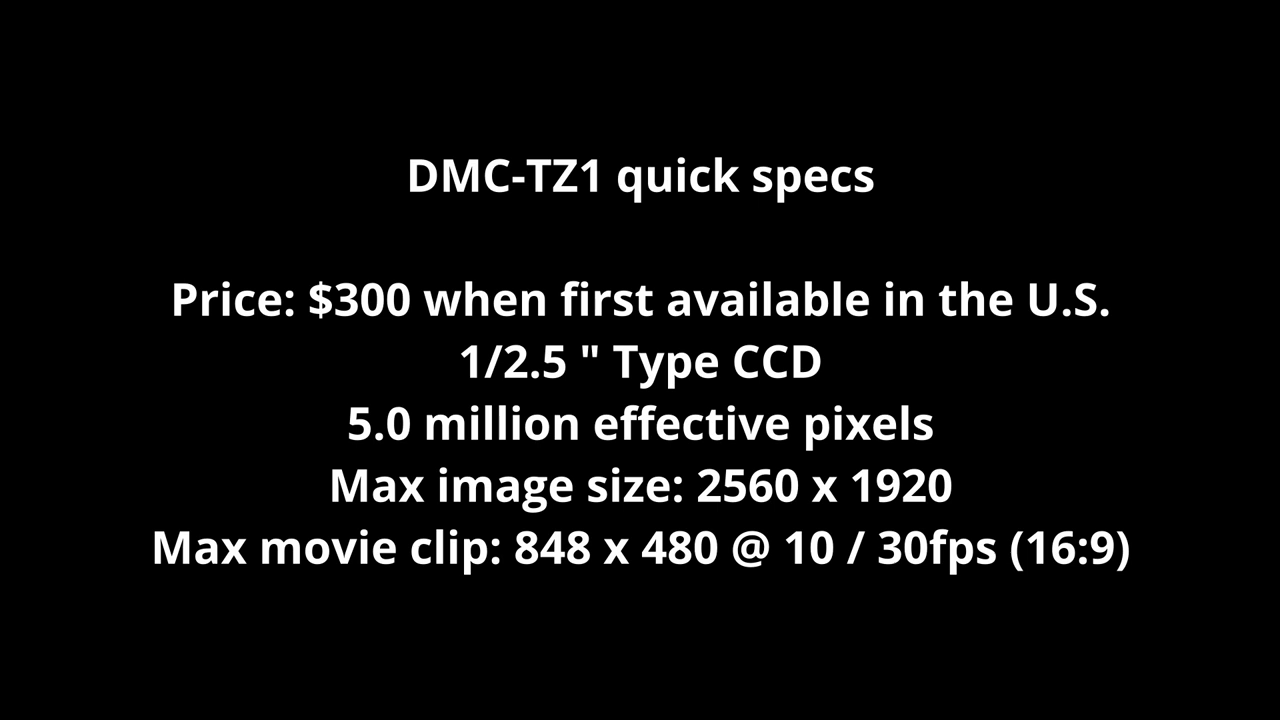 DMC-TZ1 quick specs
Price: $300 when first available in the U.S.
1/2.5 " Type CCD
5.0 million effective pixels
Max image size: 2560 x 1920
Max movie clip: 848 x 480 @ 10 / 30fps (16:9)